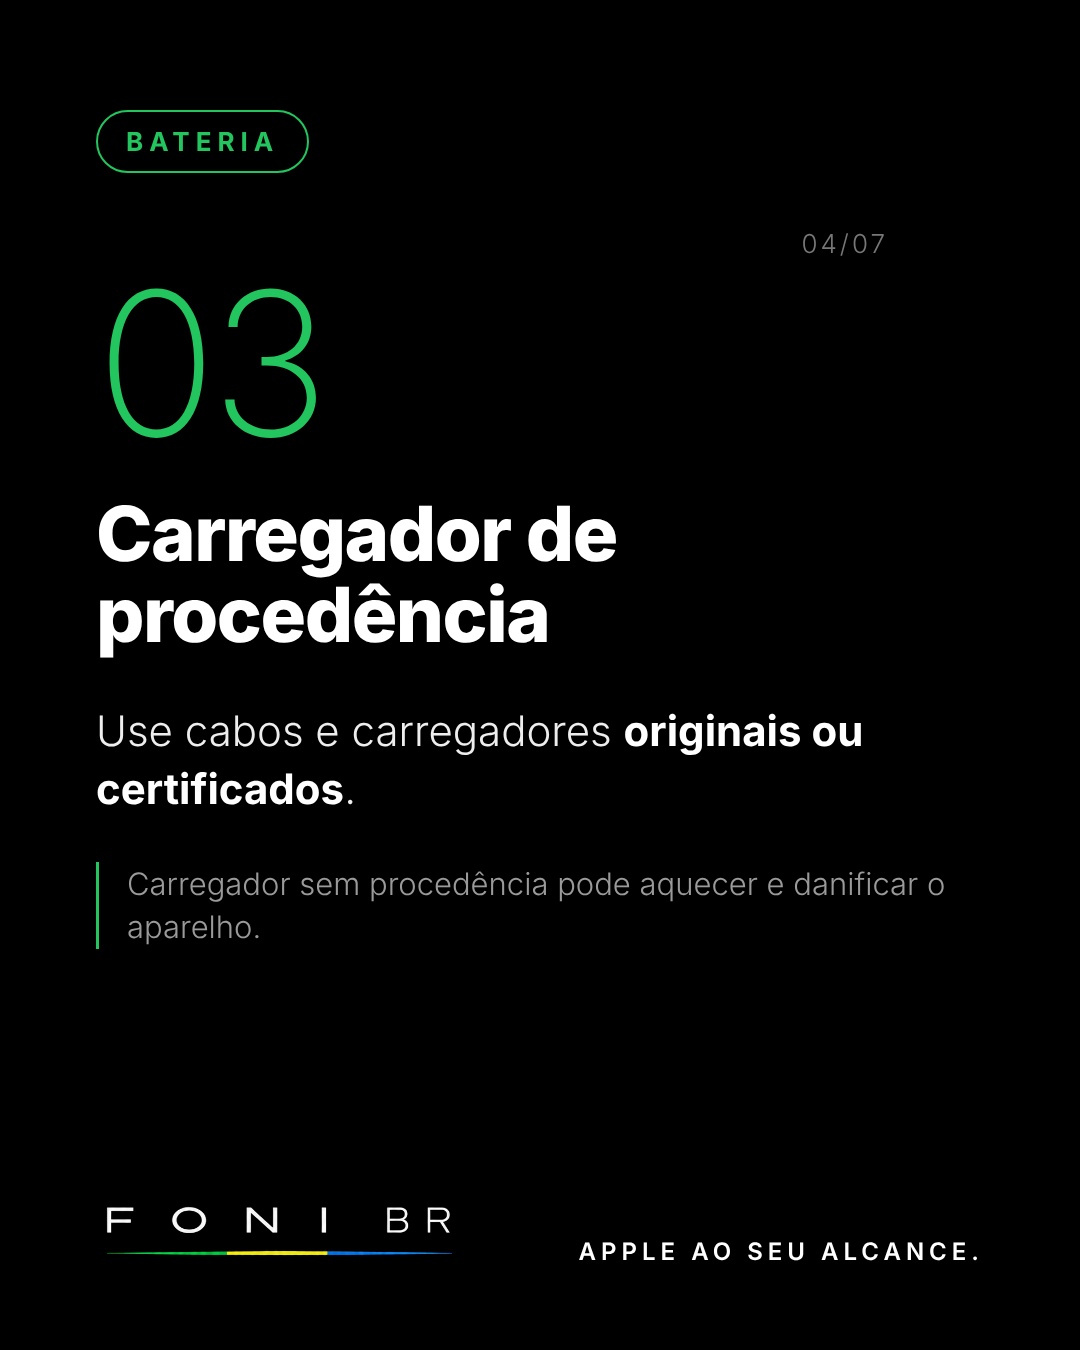 BATERIA
04/07
03
Carregador de
procedência
Use cabos e carregadores originais ou
certificados.
Carregador sem procedência pode aquecer e danificar o
aparelho.
FONI BR
APPLE AO SEU ALCANCE.